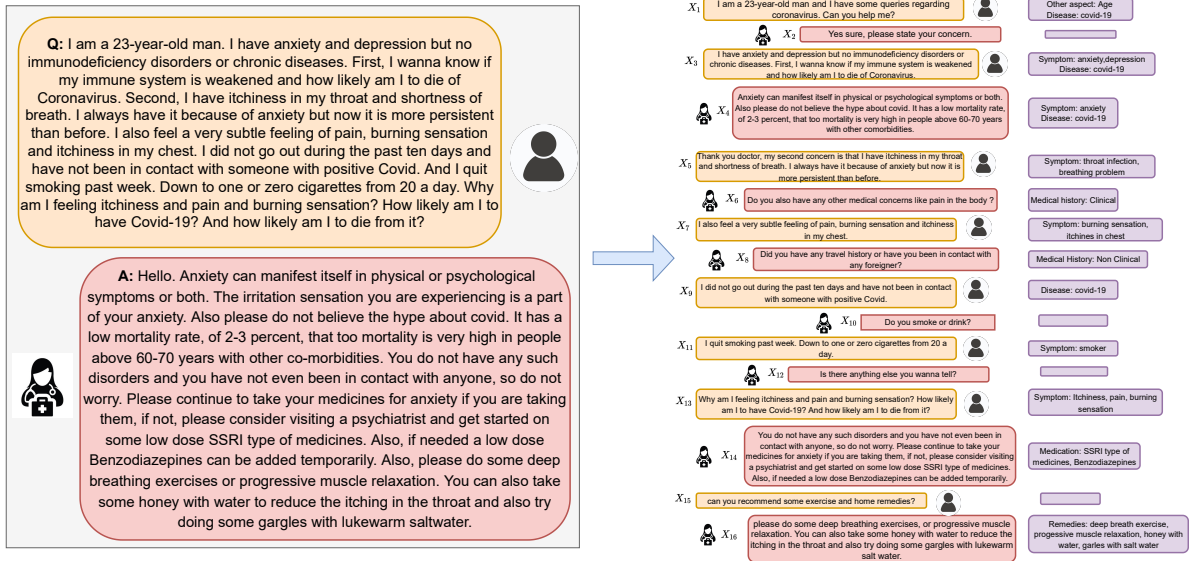 Q: I am a 23-year-old man. I have anxiety and depression but no
immunodeficiency disorders or chronic diseases. First, I wanna know if
my immune system is weakened and how likely am I to die of
Coronavirus. Second, I have itchiness in my throat and shortness of
breath. I always have it because of anxiety but now it is more persistent
than before. I also feel a very subtle feeling of pain, burning sensation
and itchiness in my chest. I did not go out during the past ten days and
have not been in contact with someone with positive Covid. And I quit
smoking past week. Down to one or zero cigarettes from 20 a day. Why
am I feeling itchiness and pain and burning sensation? How likely am I to
have Covid-19? And how likely am I to die from it?
A: Hello. Anxiety can manifest itself in physical or psychological
symptoms or both. The irritation sensation you are experiencing is a part
of your anxiety. Also please do not believe the hype about covid. It has a
low mortality rate, of 2-3 percent, that too mortality is very high in people
above 60-70 years with other co-morbidities. You do not have any such
disorders and you have not even been in contact with anyone, so do not
worry. Please continue to take your medicines for anxiety if you are taking
them, if not, please consider visiting a psychiatrist and get started on
some low dose SSRI type of medicines. Also, if needed a low dose
Benzodiazepines can be added temporarily. Also, please do some deep
breathing exercises or progressive muscle relaxation. You can also take
some honey with water to reduce the itching in the throat and also try
doing some gargles with lukewarm saltwater.
X1
I am a 23-year-old man and I have some queries regarding
coronavirus. Can you help me?
Other aspect: Age
Disease: covid-19
X2
Yes sure, please state your concern.
X3
I have anxiety and depression but no immunodeficiency disorders or
chronic diseases. First, I wanna know if my immune system is weakened
and how likely am I to die of Coronavirus.
Symptom: anxiety,depression
Disease: covid-19
X4
Anxiety can manifest itself in physical or psychological symptoms or both.
Also please do not believe the hype about covid. It has a low mortality rate,
of 2-3 percent, that too mortality is very high in people above 60-70 years
with other comorbities.
Symptom: anxiety
Disease: covid-19
X5
Thank you doctor, my second concern is that I have itchiness in my throat
and shortness of breath. I always have it because of anxiety but now it is
more persistent than before.
Symptom: throat infection,
breathing problem
X6
Do you also have any other medical concerns like pain in the body ?
Medical history: Clinical
X7
I also feel a very subtle feeling of pain, burning sensation and itchiness
in my chest.
Symptom: burning sensation,
itchines in chest
X8
Did you have any travel history or have you been in contact with
any foreigner?
Medical History: Non Clinical
X9
I did not go out during the past ten days and have not been in contact
with someone with positive Covid.
Disease: covid-19
X10
Do you smoke or drink?
X11
I quit smoking past week. Down to one or zero cigarettes from 20 a
day.
Symptom: smoker
X12
Is there anything else you wanna tell?
X13
Why am I feeling itchiness and pain and burning sensation? How likely
am I to have Covid-19? And how likely am I to die from it?
Symptom: Itchiness, pain, burning
sensation
X14
You do not have any such disorders and you have not even been in
contact with anyone, so do not worry. Please continue to take your
medicines for anxiety if you are taking them, if not, please consider visiting
a psychiatrist and get started on some low dose SSRI type of medicines.
Also, if needed a low dose Benzodiazepines can be added temporarily.
Medication: SSRI type of
medicines, Benzodiazepines
X15
can you recommend some exercise and home remedies?
X16
please do some deep breathing exercises, or progressive muscle
relaxation. You can also take some honey with water to reduce the
itching in the throat and also try doing some gargles with lukewarm
salt water.
Remedies: deep breath exercise,
progessive muscle relaxation, honey with
water, garles with salt water